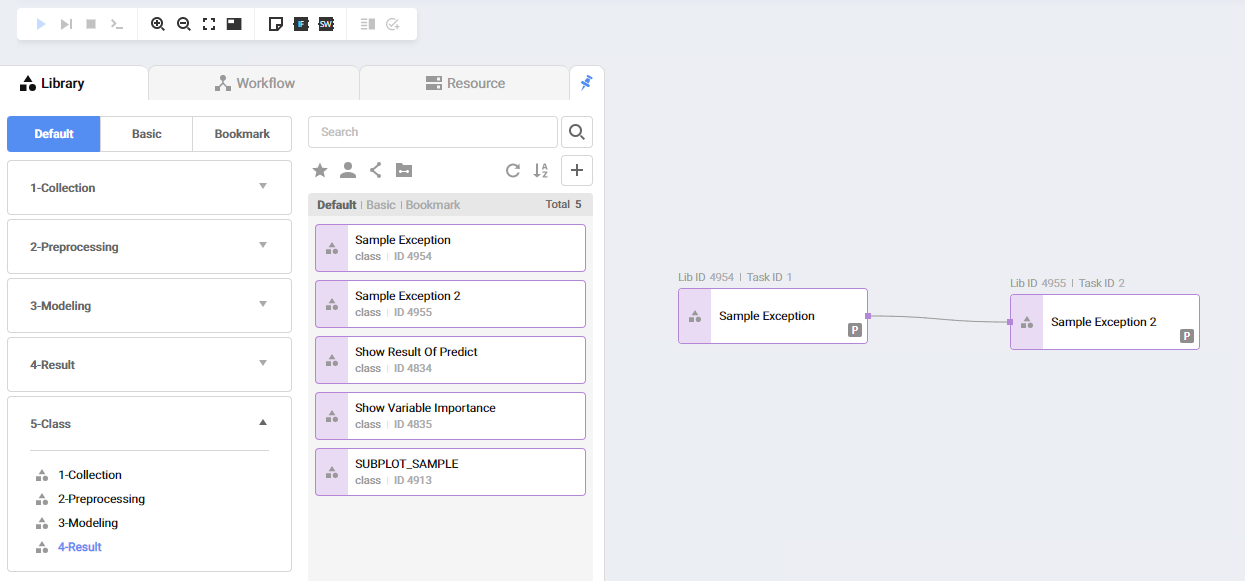 IF
SW
Library
Workflow
Resource
Default
Basic
Bookmark
1-Collection
2-Preprocessing
3-Modeling
4-Result
5-Class
1-Collection
2-Preprocessing
3-Modeling
4-Result
Search
A
Z
Default | Basic | Bookmark
Total 5
Sample Exception
class | ID 4954
Sample Exception 2
class | ID 4955
Show Result Of Predict
class | ID 4834
Show Variable Importance
class | ID 4835
SUBPLOT_SAMPLE
class | ID 4913
Lib ID 4954 | Task ID 1
Sample Exception
P
Lib ID 4955 | Task ID 2
Sample Exception 2
P